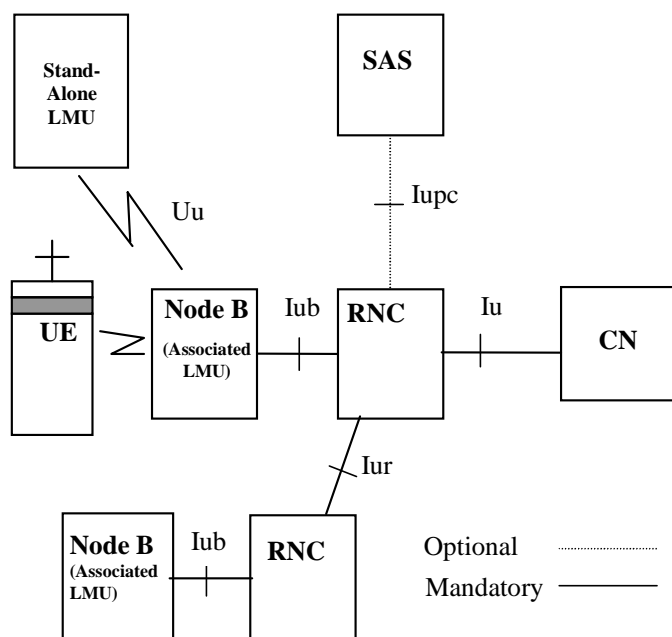 Stand-
Alone
LMU
SAS
Uu
Iupc
UE
Node B
(Associated
LMU)
Iub
RNC
Iu
CN
Iur
Node B
(Associated
LMU)
Iub
RNC
Optional
Mandatory